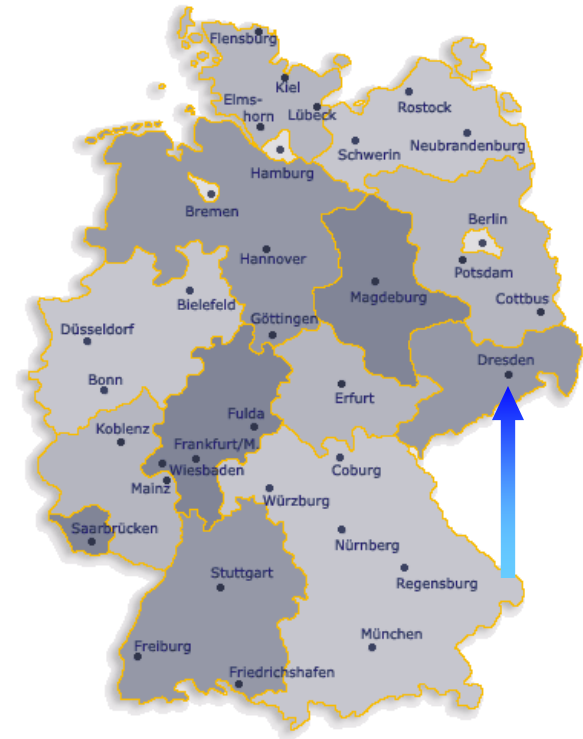 Flensburg
Kiel
Elms-
horn
Lübeck
Rostock
Schwerin
Neubrandenburg
Hamburg
Bremen
Berlin
Hannover
Potsdam
Bielefeld
Magdeburg
Cottbus
Göttingen
Düsseldorf
Dresden
Bonn
Erfurt
Fulda
Koblenz
Frankfurt/M.
Wiesbaden
Coburg
Mainz
Würzburg
Saarbrücken
Nürnberg
Stuttgart
Regensburg
München
Freiburg
Friedrichshafen